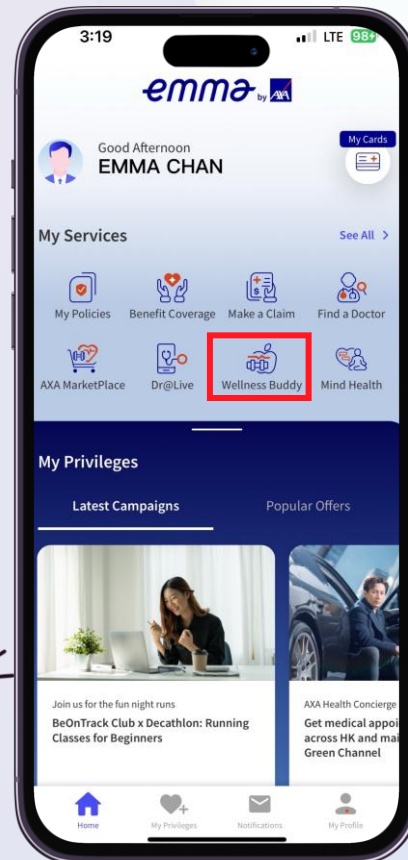 3:19 LTE 98
emma by AXA
My Cards
Good Afternoon
EMMA CHAN
My Services See All >
My Policies Benefit Coverage Make a Claim Find a Doctor
AXA MarketPlace Dr@Live Wellness Buddy Mind Health
My Privileges
Latest Campaigns Popular Offers
Join us for the fun night runs
BeOnTrack Club x Decathlon: Running
Classes for Beginners
AXA Health Concierge
Get medical appoi
across HK and mai
Green Channel
Home My Privileges Notifications My Profile